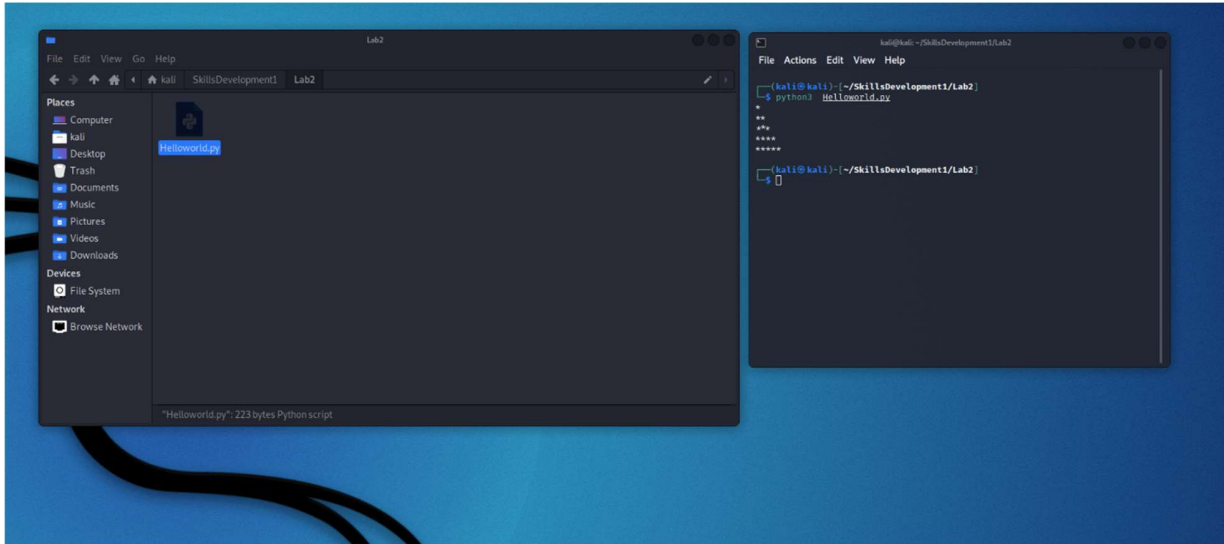 Lab2
File Edit View Go Help
kali SkillsDevelopment1 Lab2
Places
Computer
kali
Desktop
Trash
Documents
Music
Pictures
Videos
Downloads
Devices
File System
Network
Browse Network
Helloworld.py
"Helloworld.py": 223 bytes Python script
kali@kali: ~/SkillsDevelopment1/Lab2
File Actions Edit View Help
┌──(kali㉿kali)-[~/SkillsDevelopment1/Lab2]
└─$ python3 Helloworld.py
*
**
***
****
*****
┌──(kali㉿kali)-[~/SkillsDevelopment1/Lab2]
└─$